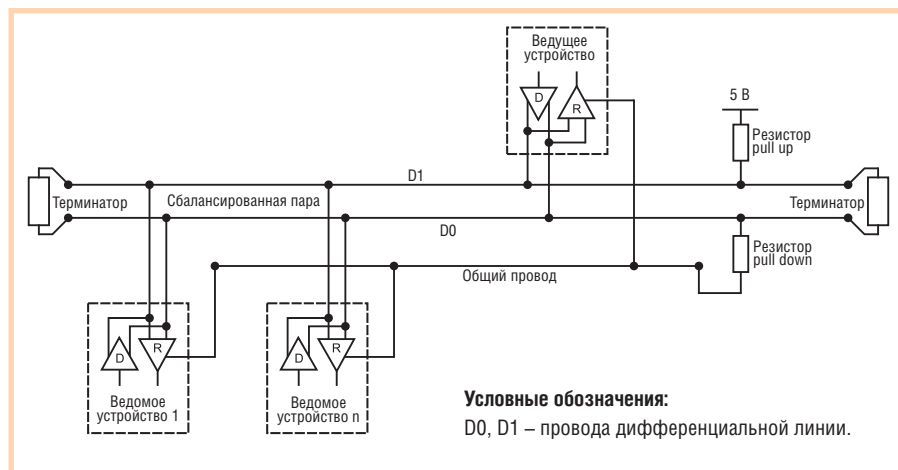 Ведущее
устройство
D
R
5 В
Резистор
pull up
D1
Терминатор
Сбалансированная пара
Терминатор
D0
Резистор
pull down
Общий провод
D
R
D
R
Ведомое
устройство 1
Ведомое
устройство n
Условные обозначения:
D0, D1 – провода дифференциальной линии.